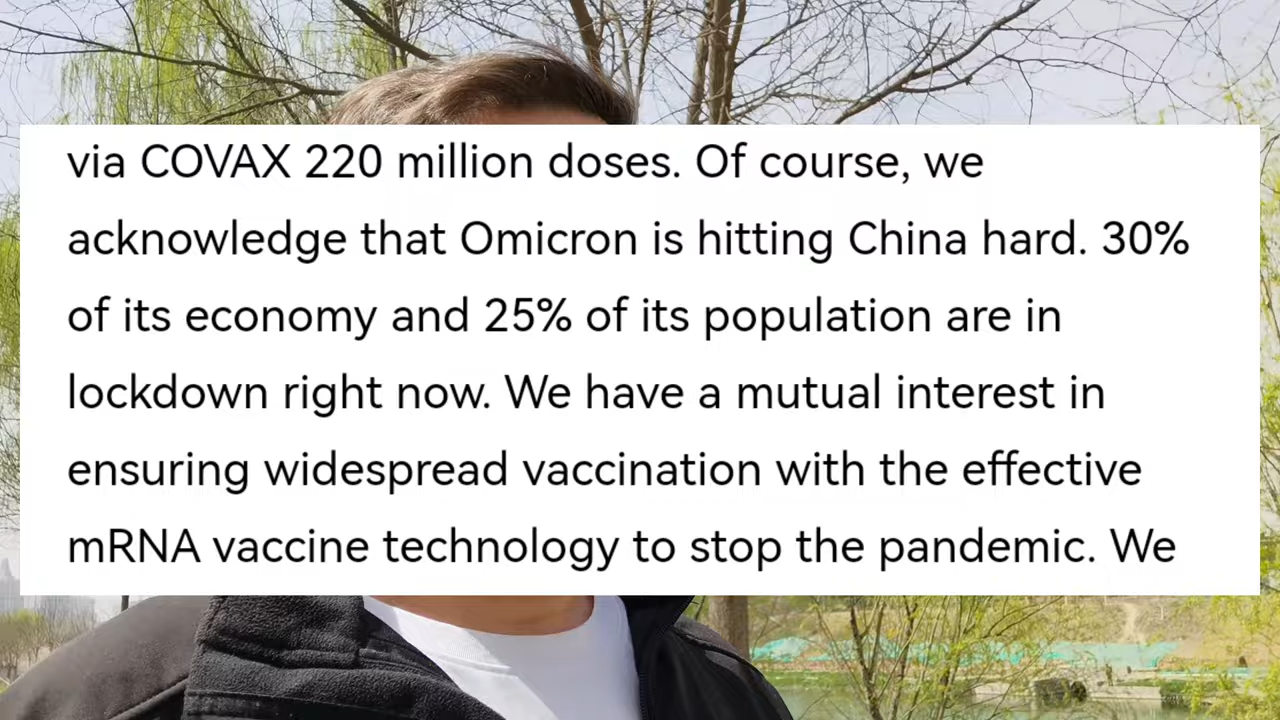 via COVAX 220 million doses. Of course, we
acknowledge that Omicron is hitting China hard. 30%
of its economy and 25% of its population are in
lockdown right now. We have a mutual interest in
ensuring widespread vaccination with the effective
mRNA vaccine technology to stop the pandemic. We